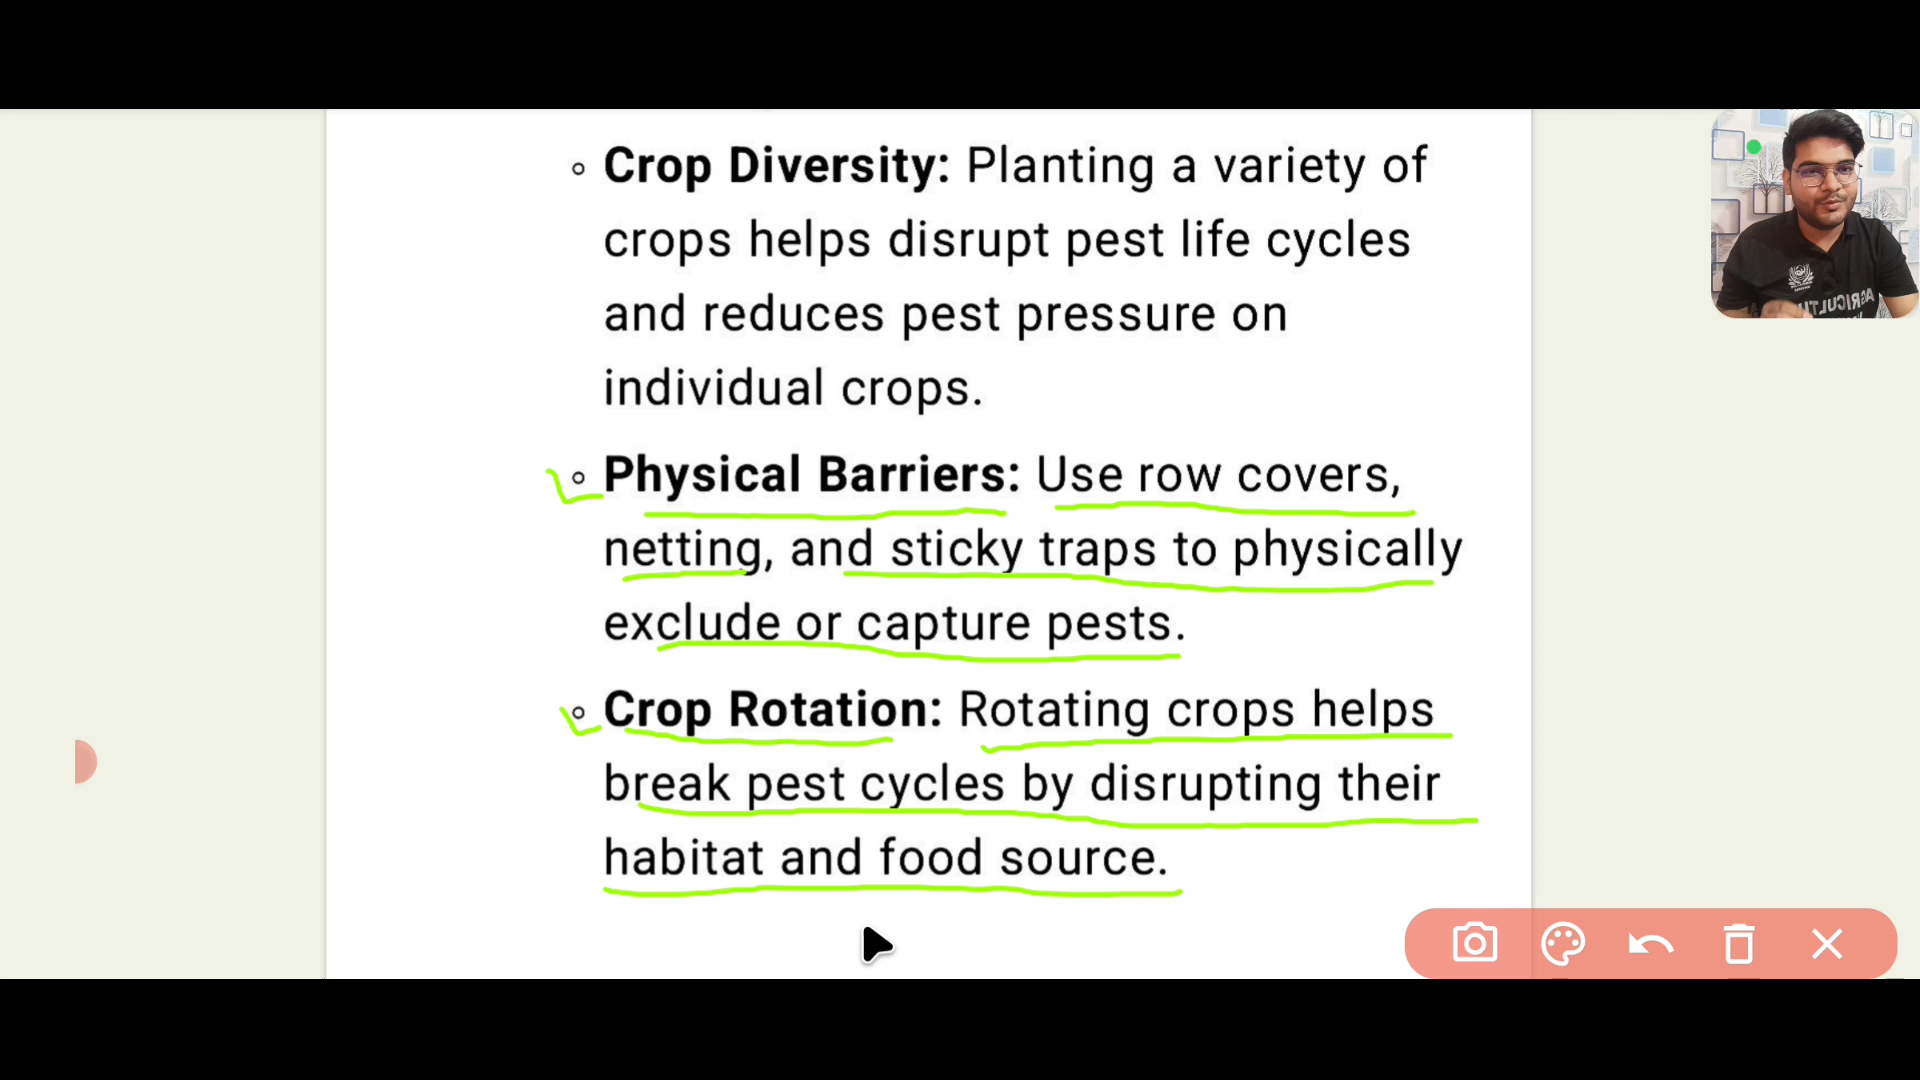 Crop Diversity: Planting a variety of
crops helps disrupt pest life cycles
and reduces pest pressure on
individual crops.
Physical Barriers: Use row covers,
netting, and sticky traps to physically
exclude or capture pests.
Crop Rotation: Rotating crops helps
break pest cycles by disrupting their
habitat and food source.